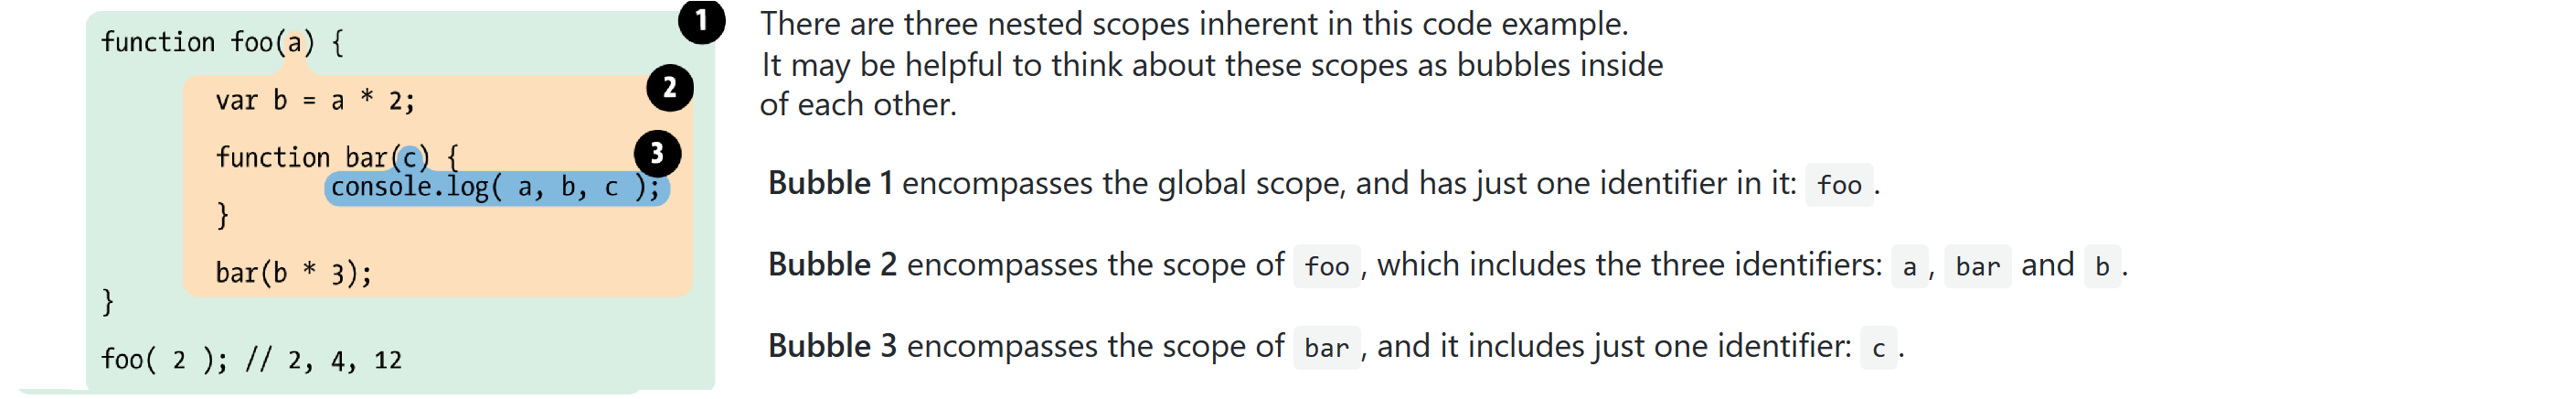 function foo(a) {
var b = a * 2;
function bar(c) {
console.log( a, b, c );
}
bar(b * 3);
}
foo( 2 ); // 2, 4, 12
1
2
3
There are three nested scopes inherent in this code example.
It may be helpful to think about these scopes as bubbles inside
of each other.
Bubble 1 encompasses the global scope, and has just one identifier in it: foo .
Bubble 2 encompasses the scope of foo , which includes the three identifiers: a , bar and b .
Bubble 3 encompasses the scope of bar , and it includes just one identifier: c .